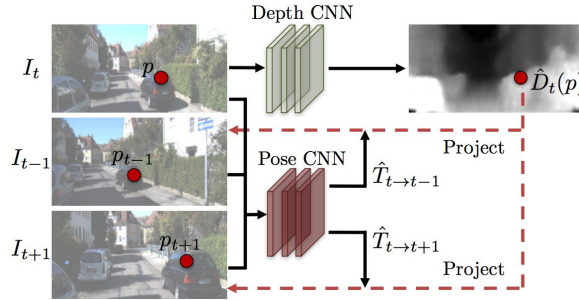 Depth CNN
I_t
p
D̂_t(p)
Project
I_{t-1}
p_{t-1}
Pose CNN
T̂_{t→t-1}
I_{t+1}
p_{t+1}
T̂_{t→t+1}
Project